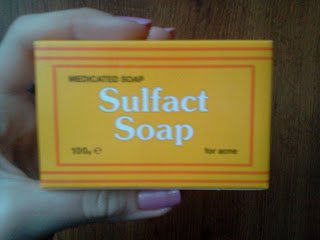 MEDICATED SOAP
Sulfact
Soap
100g ℮ for acne